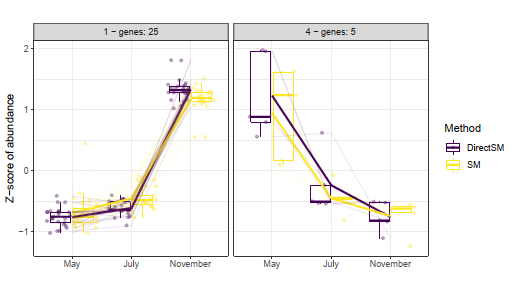 1 − genes: 25
4 − genes: 5
Z−score of abundance
2
1
0
−1
May
July
November
May
July
November
Method
DirectSM
SM